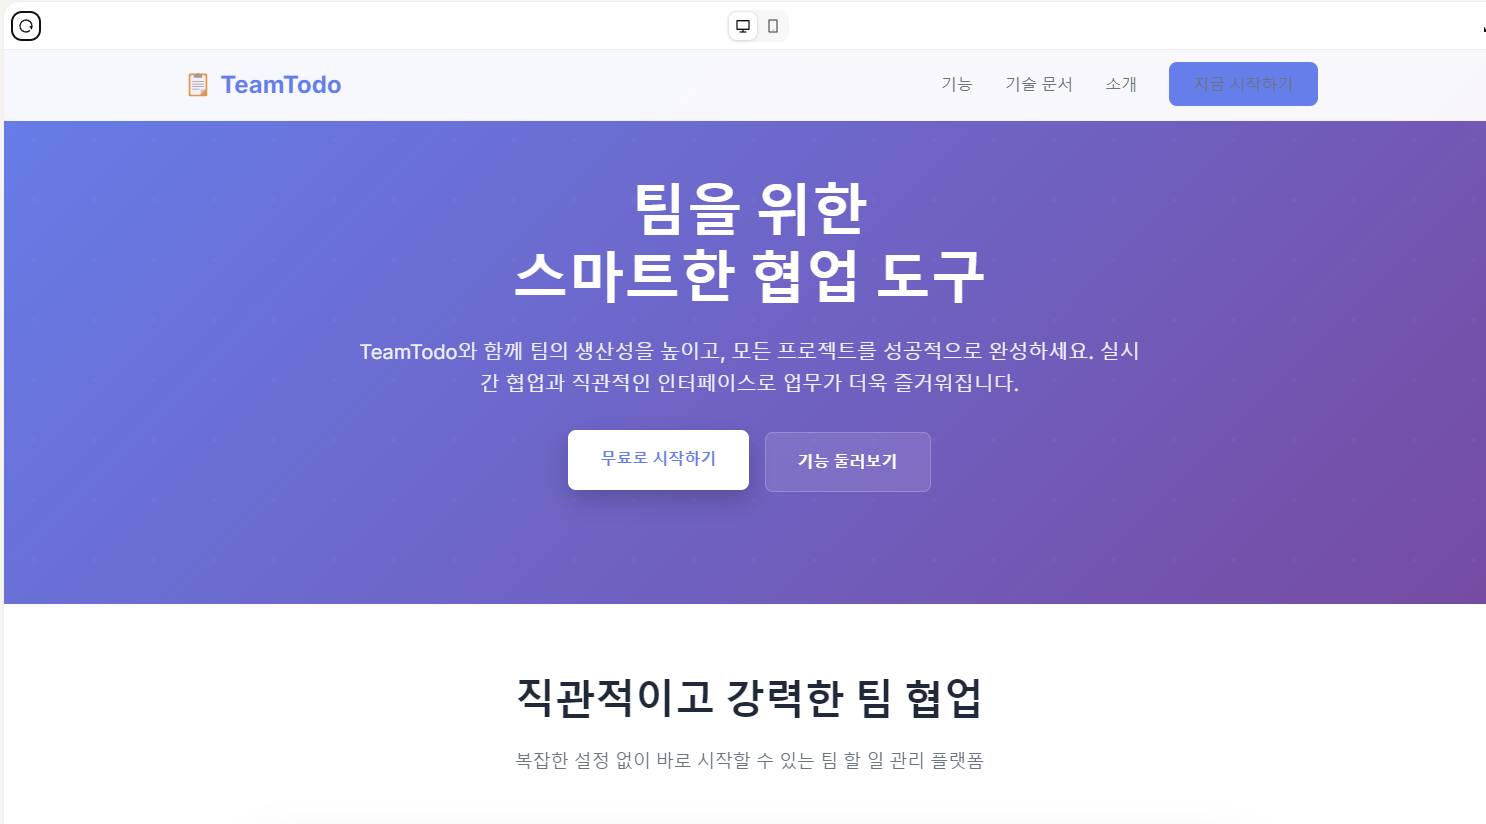 TeamTodo
기능
기술 문서
소개
지금 시작하기
팀을 위한
스마트한 협업 도구
TeamTodo와 함께 팀의 생산성을 높이고, 모든 프로젝트를 성공적으로 완성하세요. 실시
간 협업과 직관적인 인터페이스로 업무가 더욱 즐거워집니다.
무료로 시작하기
기능 둘러보기
직관적이고 강력한 팀 협업
복잡한 설정 없이 바로 시작할 수 있는 팀 할 일 관리 플랫폼